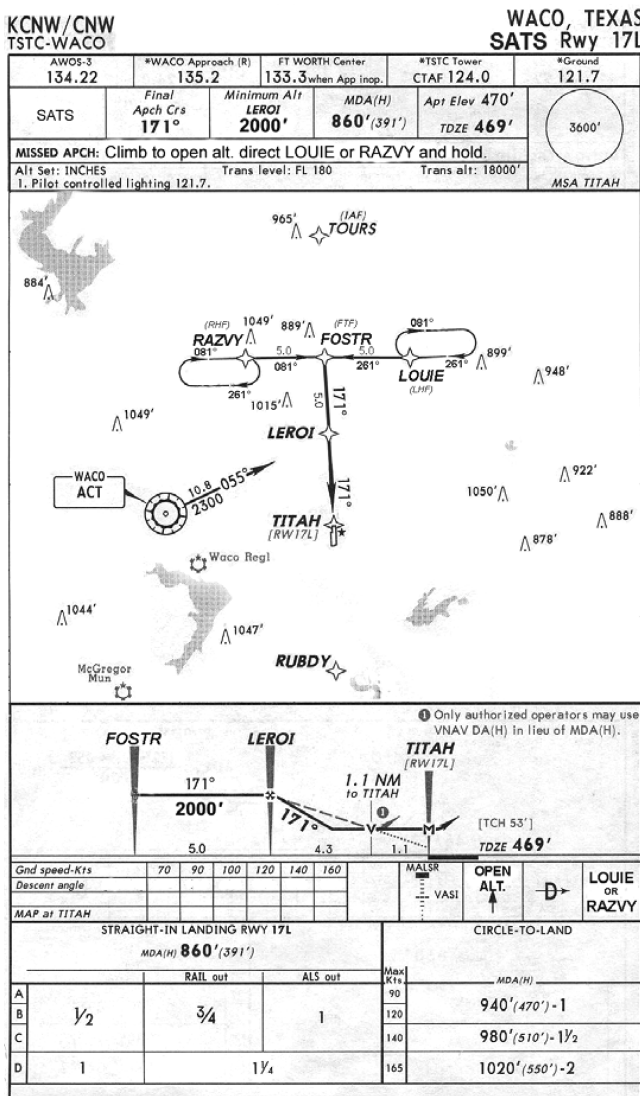 KCNW/CNW
TSTC-WACO
WACO, TEXAS
SATS Rwy 17L
AWOS-3
134.22
*WACO Approach (R)
135.2
FT WORTH Center
133.3 when App inop.
*TSTC Tower
CTAF 124.0
*Ground
121.7
SATS
Final
Apch Crs
171°
Minimum Alt
LEROI
2000'
MDA(H)
860'(391')
Apt Elev 470'
TDZE 469'
3600'
MSA TITAH
MISSED APCH: Climb to open alt. direct LOUIE or RAZVY and hold.
Alt Set: INCHES Trans level: FL 180 Trans alt: 18000'
1. Pilot controlled lighting 121.7.
965'
(IAF)
TOURS
884'
(RHF)
RAZVY
1049'
889'
(FTF)
FOSTR
081°
081°
5.0
081°
5.0
261°
261°
261°
LOUIE
(LHF)
899'
948'
1015'
5.0
171°
1049'
LEROI
WACO
ACT
10.8
055°
2300
171°
TITAH
[RW17L]
922'
1050'
888'
878'
Waco Regl
1044'
1047'
McGregor
Mun
RUBDY
1 Only authorized operators may use
VNAV DA(H) in lieu of MDA(H).
FOSTR
LEROI
TITAH
[RW17L]
171°
2000'
171°
1.1 NM
to TITAH
1
V
M
[TCH 53']
TDZE 469'
5.0
4.3
1.1
Gnd speed-Kts 70 90 100 120 140 160
Descent angle
MAP at TITAH
MALSR
VASI
OPEN
ALT.
D
LOUIE
OR
RAZVY
STRAIGHT-IN LANDING RWY 17L
MDA(H) 860'(391')
RAIL out
ALS out
CIRCLE-TO-LAND
Max
Kts
MDA(H)
A
B
C
D
1/2
3/4
1
1
1 1/4
90
120
940'(470')-1
140
980'(510')-1 1/2
165
1020'(550')-2